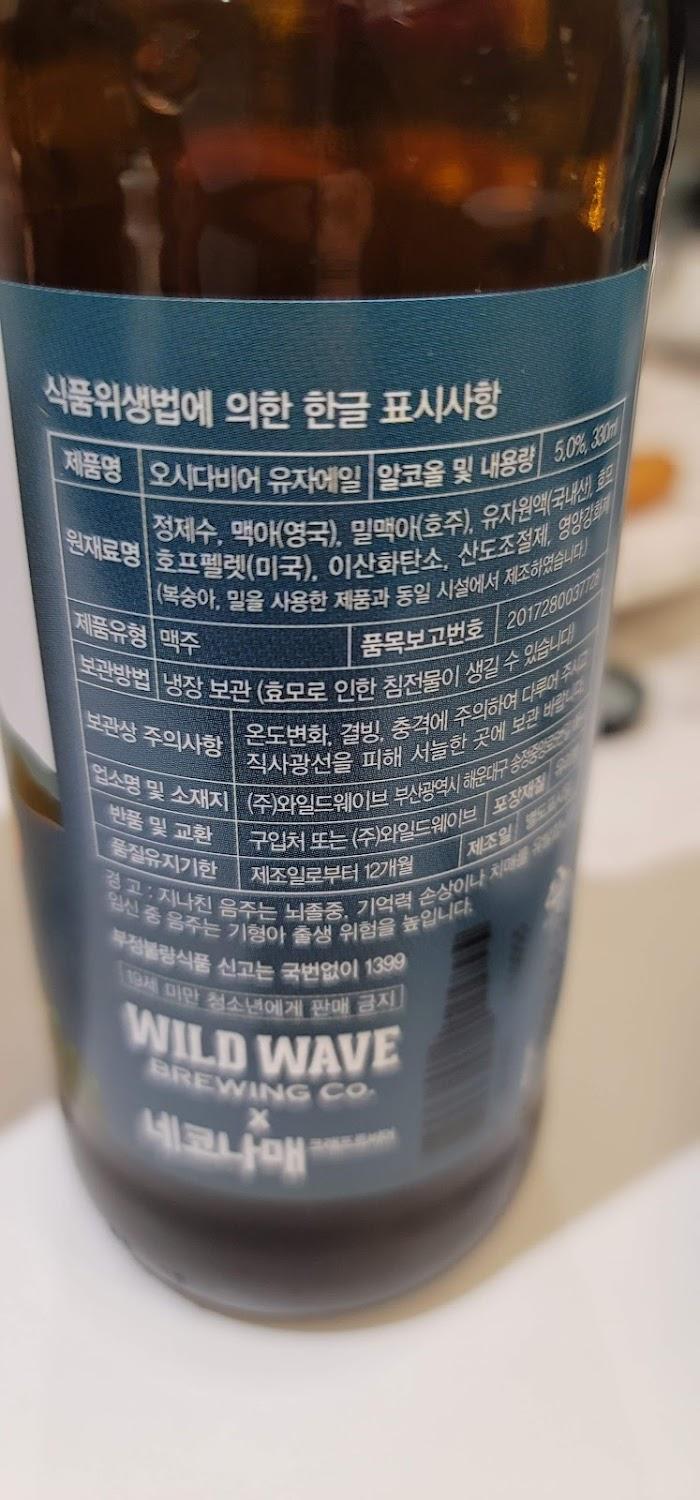 식품위생법에 의한 한글 표시사항
제품명 오시다비어 유자에일 알코올 및 내용량 5.0%, 330ml
원재료명 정제수, 맥아(영국), 밀맥아(호주), 유자원액(국내산), 효모
호프펠렛(미국), 이산화탄소, 산도조절제, 영양강화제
(복숭아, 밀을 사용한 제품과 동일 시설에서 제조하였습니다)
제품유형 맥주 품목보고번호 2017280037728
보관방법 냉장 보관 (효모로 인한 침전물이 생길 수 있습니다)
보관상 주의사항 온도변화, 결빙, 충격에 주의하여 다루어 주시고
직사광선을 피해 서늘한 곳에 보관 바랍니다.
업소명 및 소재지 (주)와일드웨이브 부산광역시 해운대구
반품 및 교환 구입처 또는 (주)와일드웨이브 포장재질
품질유지기한 제조일로부터 12개월 제조일
경고 : 지나친 음주는 뇌졸중, 기억력 손상이나 치매를
임신 중 음주는 기형아 출생 위험을 높입니다.
부정불량식품 신고는 국번없이 1399
19세 미만 청소년에게 판매 금지
WILD WAVE
BREWING Co.
X
네코나매